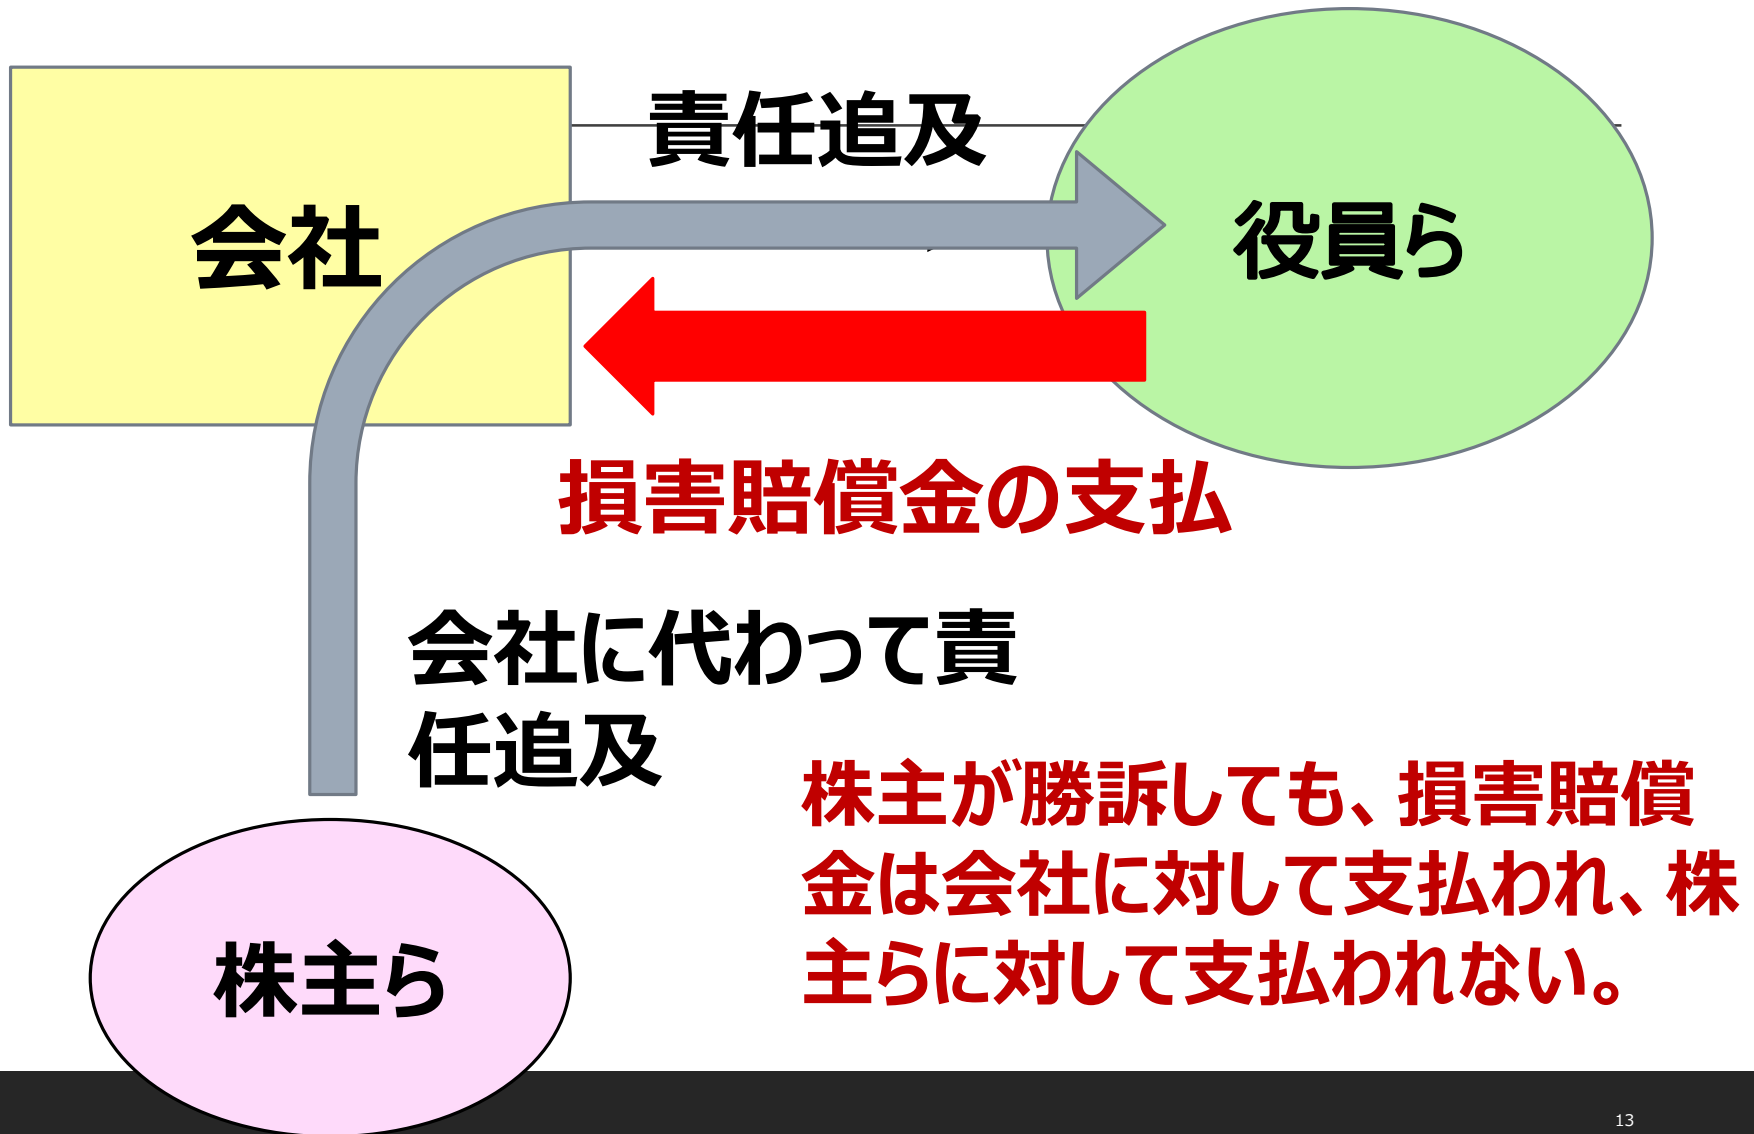 責任追及
会社
役員ら
損害賠償金の支払
会社に代わって責
任追及
株主が勝訴しても、損害賠償
金は会社に対して支払われ、株
主らに対して支払われない。
株主ら
13